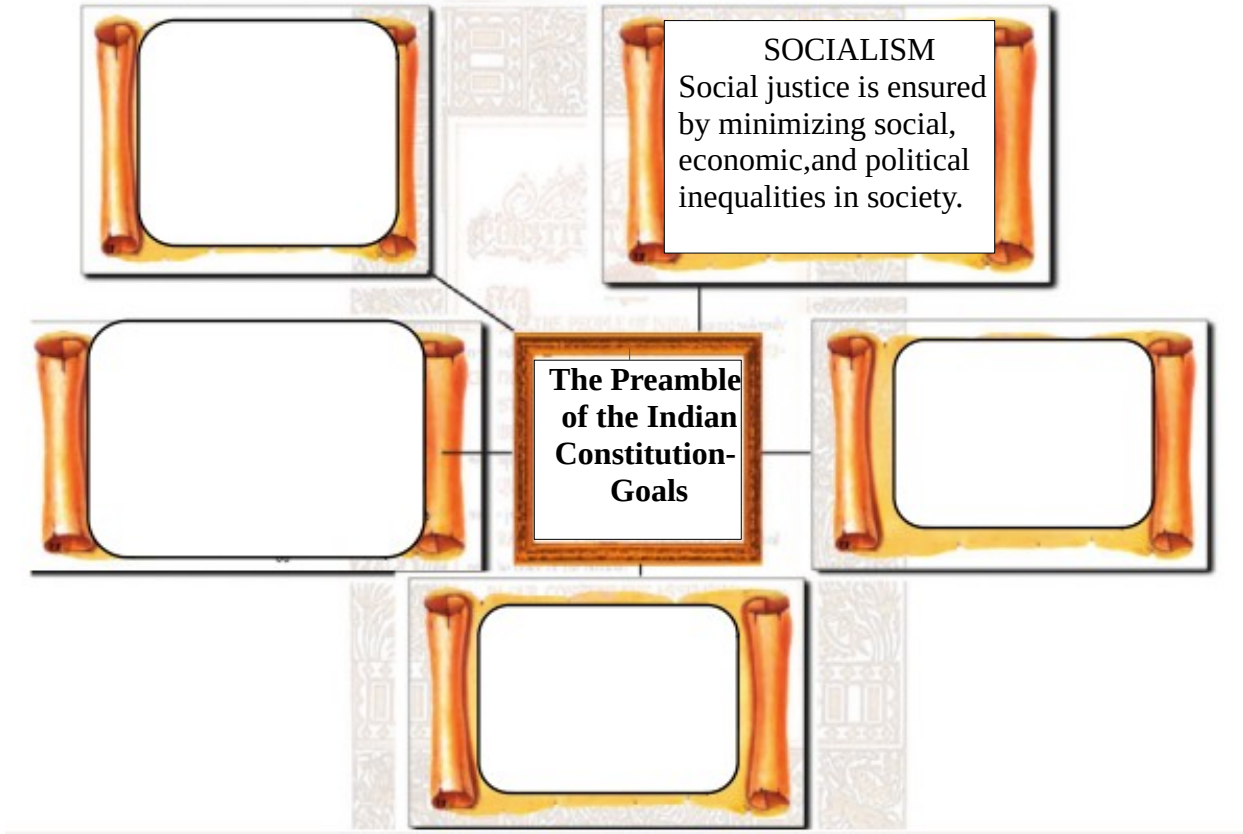 SOCIALISM
Social justice is ensured
by minimizing social,
economic,and political
inequalities in society.
The Preamble
of the Indian
Constitution-
Goals